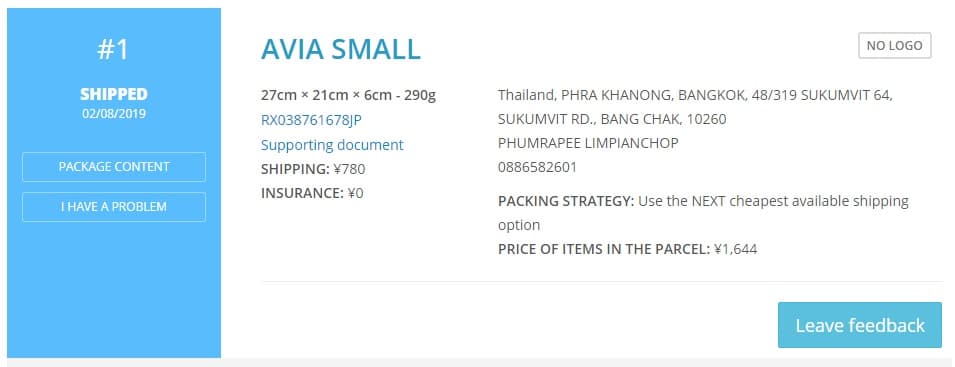 #1
SHIPPED
02/08/2019
PACKAGE CONTENT
I HAVE A PROBLEM
AVIA SMALL
NO LOGO
27cm × 21cm × 6cm - 290g
RX038761678JP
Supporting document
SHIPPING: ¥780
INSURANCE: ¥0
Thailand, PHRA KHANONG, BANGKOK, 48/319 SUKUMVIT 64,
SUKUMVIT RD., BANG CHAK, 10260
PHUMRAPEE LIMPIANCHOP
0886582601
PACKING STRATEGY: Use the NEXT cheapest available shipping
option
PRICE OF ITEMS IN THE PARCEL: ¥1,644
Leave feedback